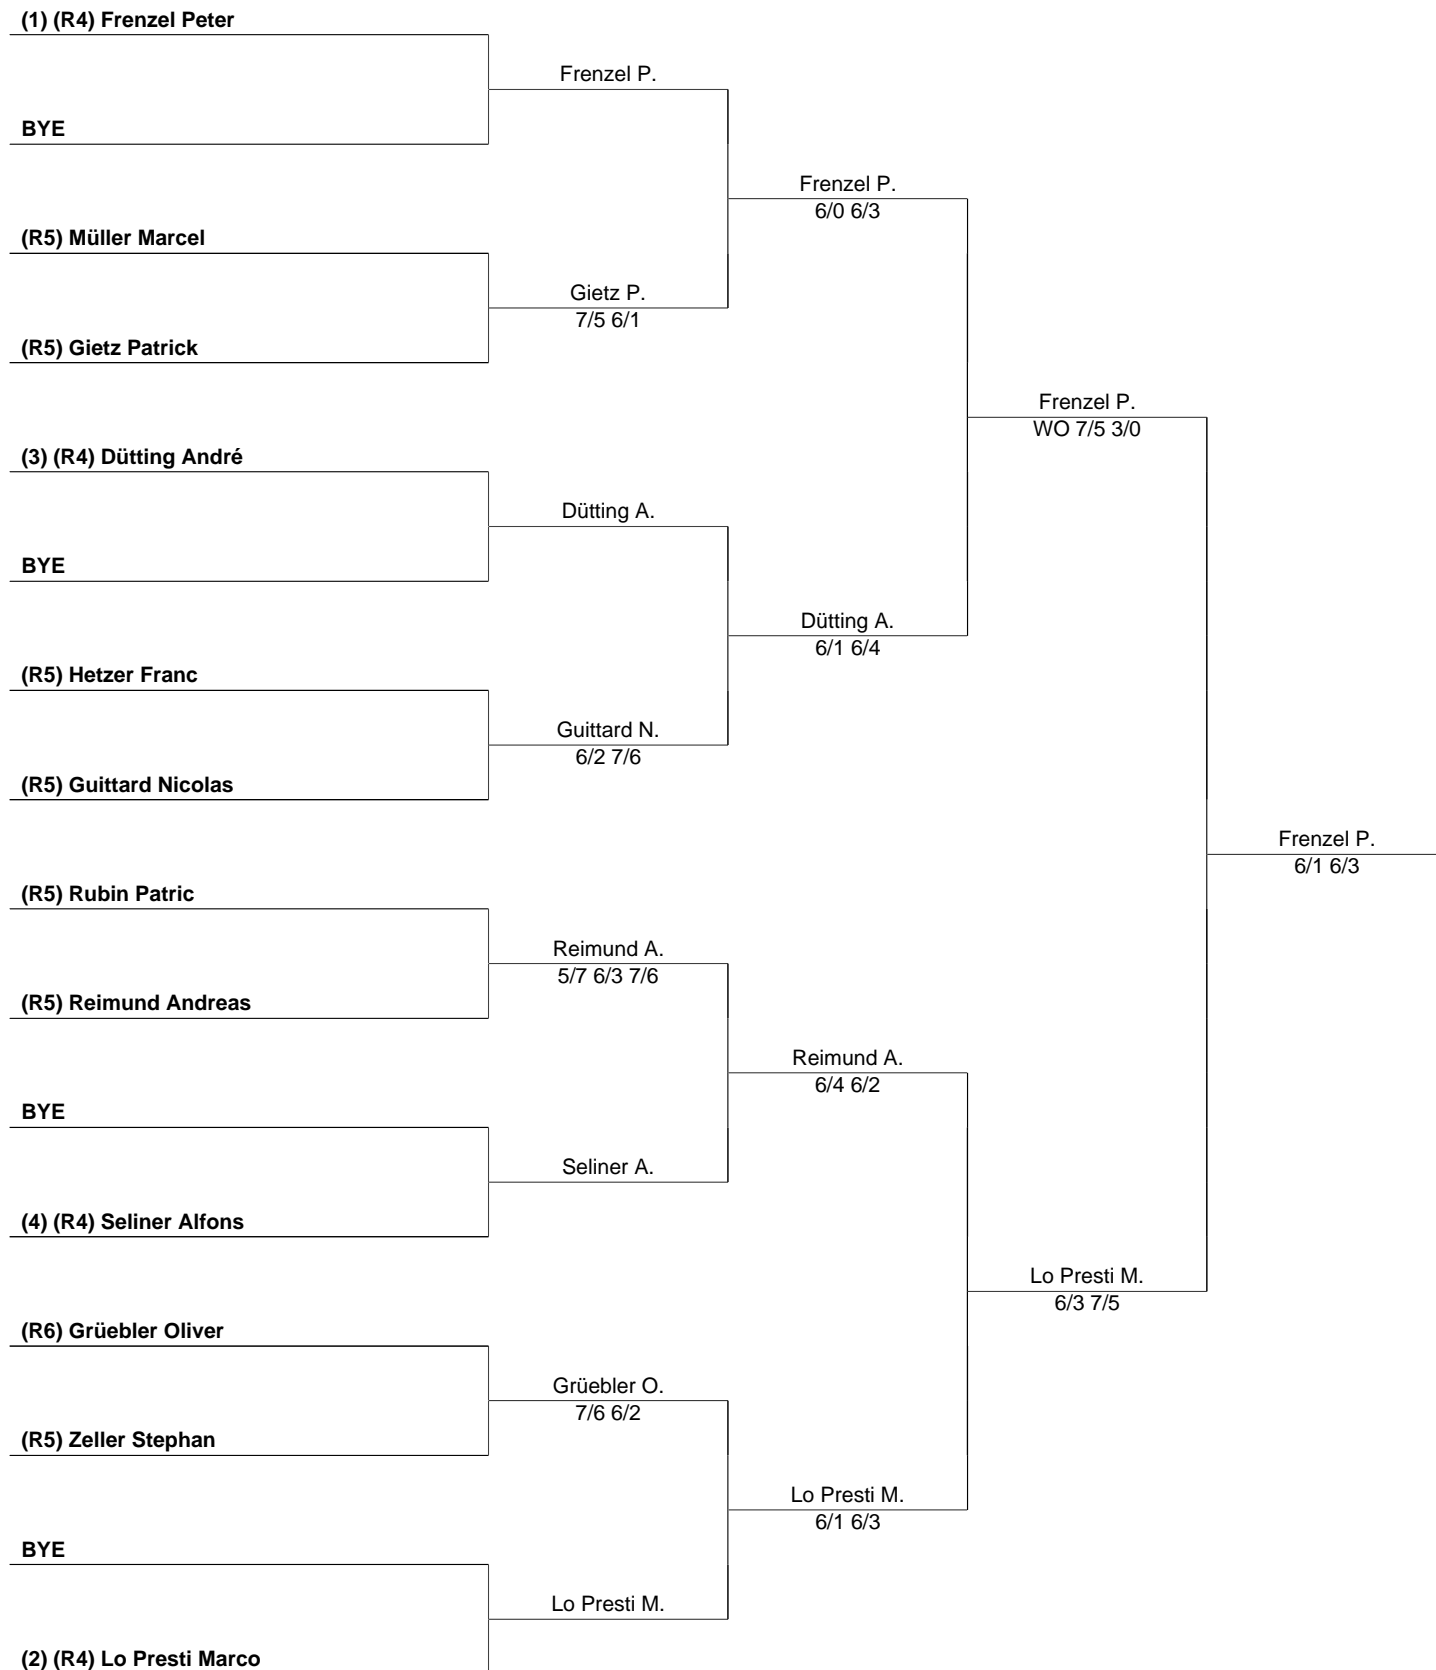 (1) (R4) Frenzel Peter
Frenzel P.
BYE
Frenzel P.
6/0 6/3
(R5) Müller Marcel
Gietz P.
7/5 6/1
(R5) Gietz Patrick
Frenzel P.
WO 7/5 3/0
(3) (R4) Dütting André
Dütting A.
BYE
Dütting A.
6/1 6/4
(R5) Hetzer Franc
Guittard N.
6/2 7/6
(R5) Guittard Nicolas
Frenzel P.
6/1 6/3
(R5) Rubin Patric
Reimund A.
5/7 6/3 7/6
(R5) Reimund Andreas
Reimund A.
6/4 6/2
BYE
Seliner A.
(4) (R4) Seliner Alfons
Lo Presti M.
6/3 7/5
(R6) Grüebler Oliver
Grüebler O.
7/6 6/2
(R5) Zeller Stephan
Lo Presti M.
6/1 6/3
BYE
Lo Presti M.
(2) (R4) Lo Presti Marco